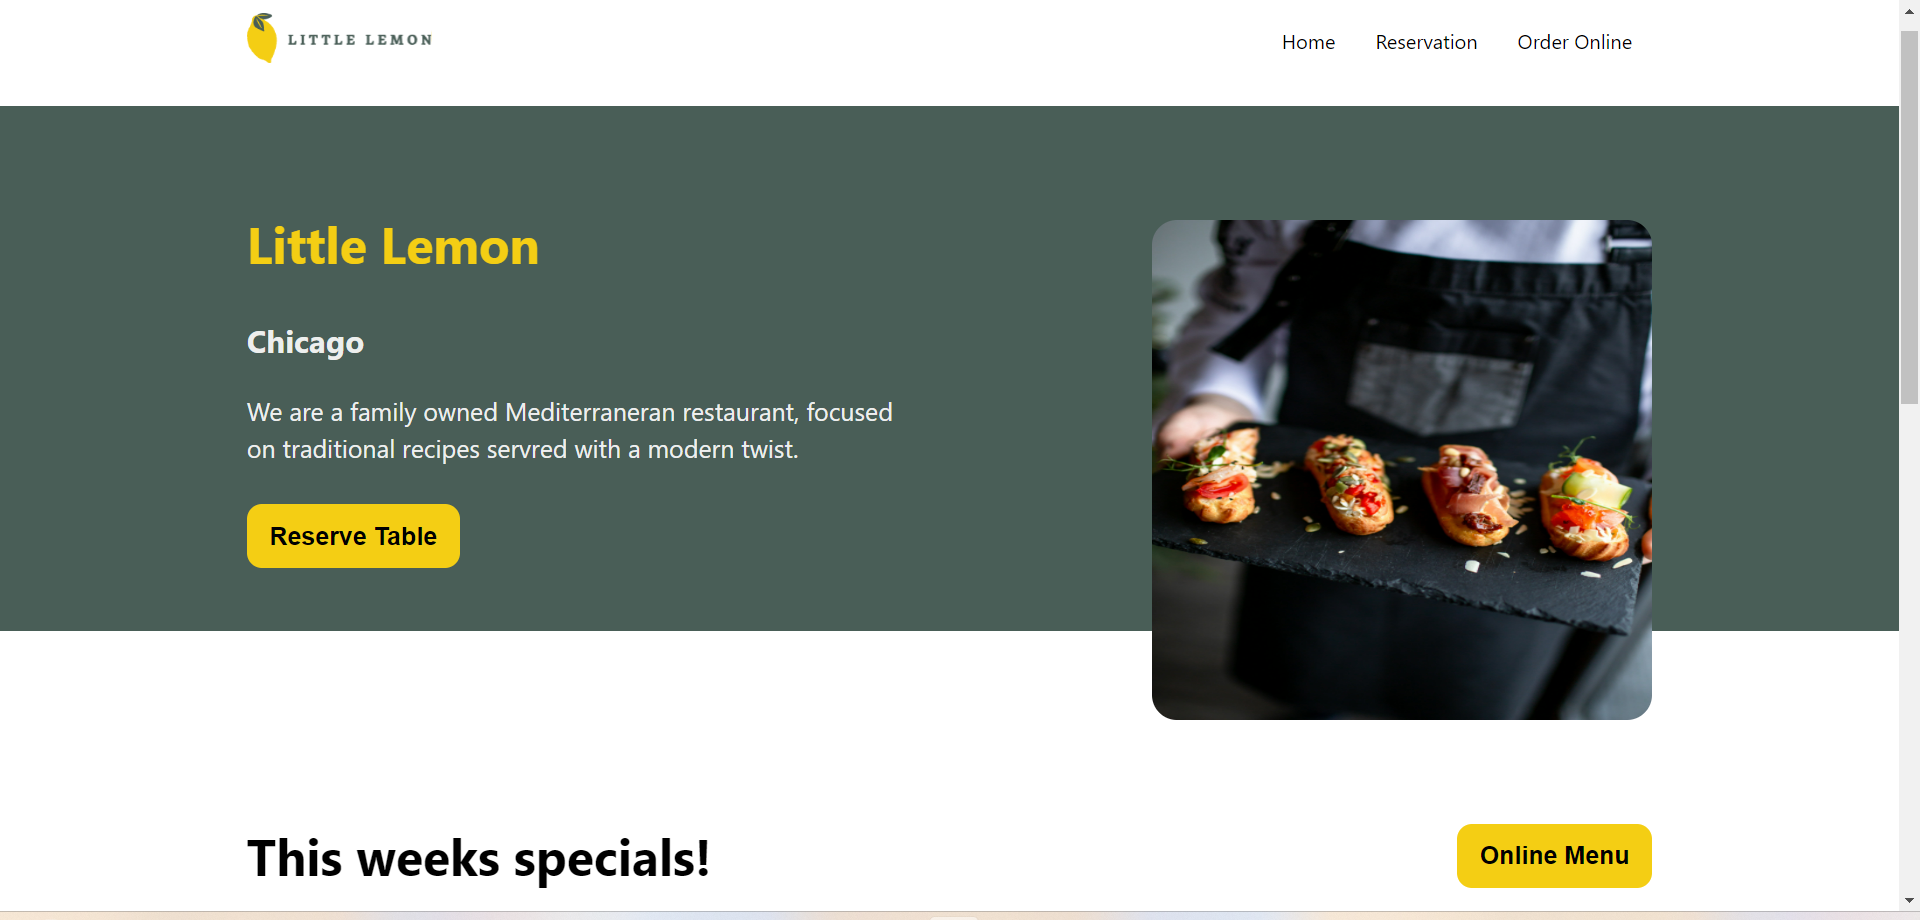 LITTLE LEMON
Home
Reservation
Order Online
Little Lemon
Chicago
We are a family owned Mediterraneran restaurant, focused
on traditional recipes servred with a modern twist.
Reserve Table
This weeks specials!
Online Menu